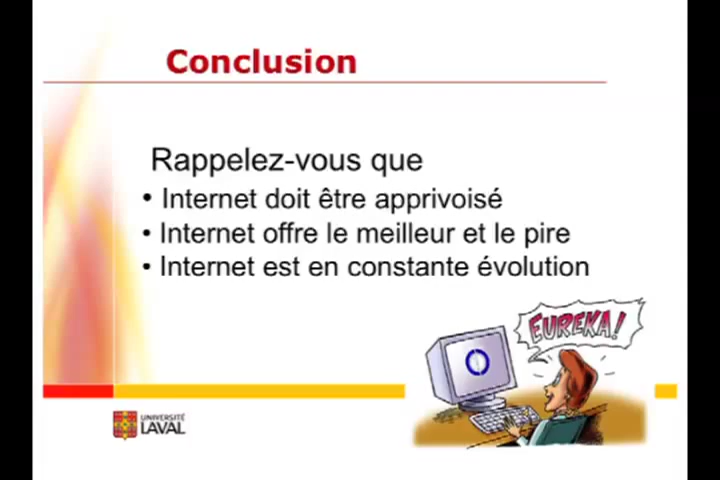 Conclusion
Rappelez-vous que
• Internet doit être apprivoisé
• Internet offre le meilleur et le pire
• Internet est en constante évolution
EUREKA!
UNIVERSITÉ
LAVAL